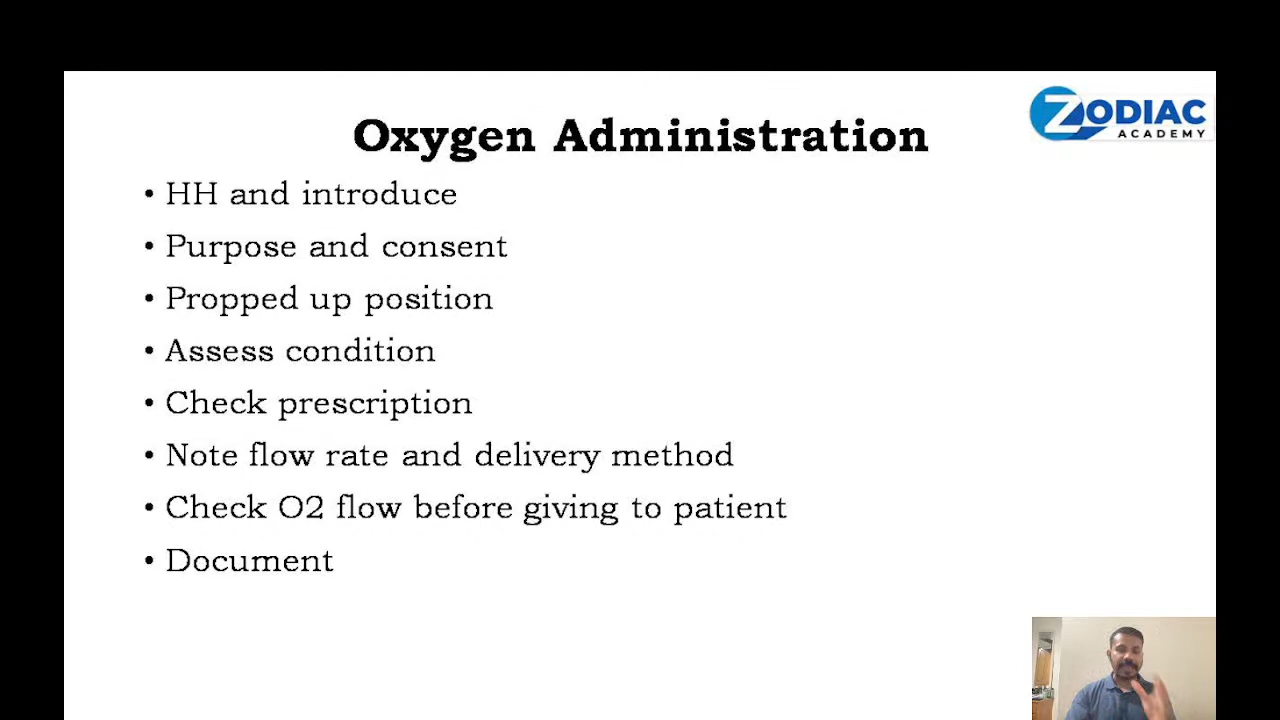 ZODIAC
ACADEMY
Oxygen Administration
• HH and introduce
• Purpose and consent
• Propped up position
• Assess condition
• Check prescription
• Note flow rate and delivery method
• Check O2 flow before giving to patient
• Document